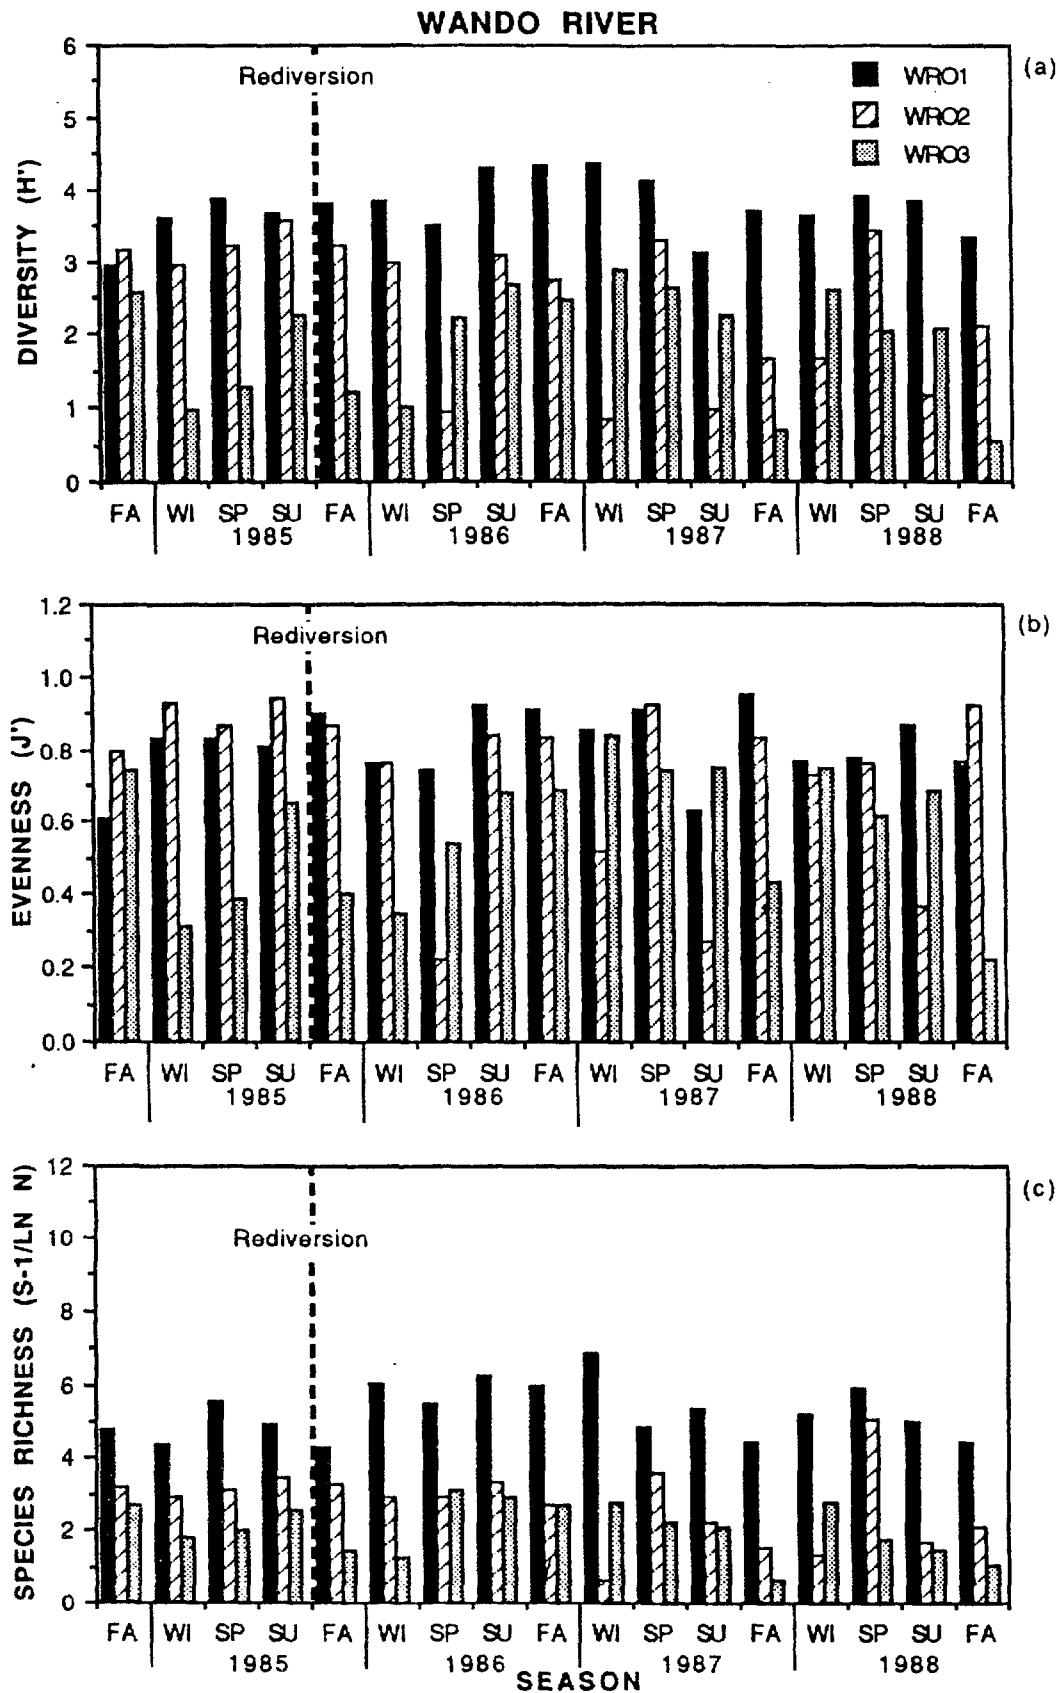 WANDO RIVER
(a)
Rediversion
WRO1
WRO2
WRO3
DIVERSITY (H')
6
5
4
3
2
1
0
FA WI SP SU FA WI SP SU FA WI SP SU FA WI SP SU FA
1985 1986 1987 1988
(b)
Rediversion
EVENNESS (J')
1.2
1.0
0.8
0.6
0.4
0.2
0.0
FA WI SP SU FA WI SP SU FA WI SP SU FA WI SP SU FA
1985 1986 1987 1988
(c)
Rediversion
SPECIES RICHNESS (S-1/LN N)
12
10
8
6
4
2
0
FA WI SP SU FA WI SP SU FA WI SP SU FA WI SP SU FA
1985 1986 1987 1988
SEASON